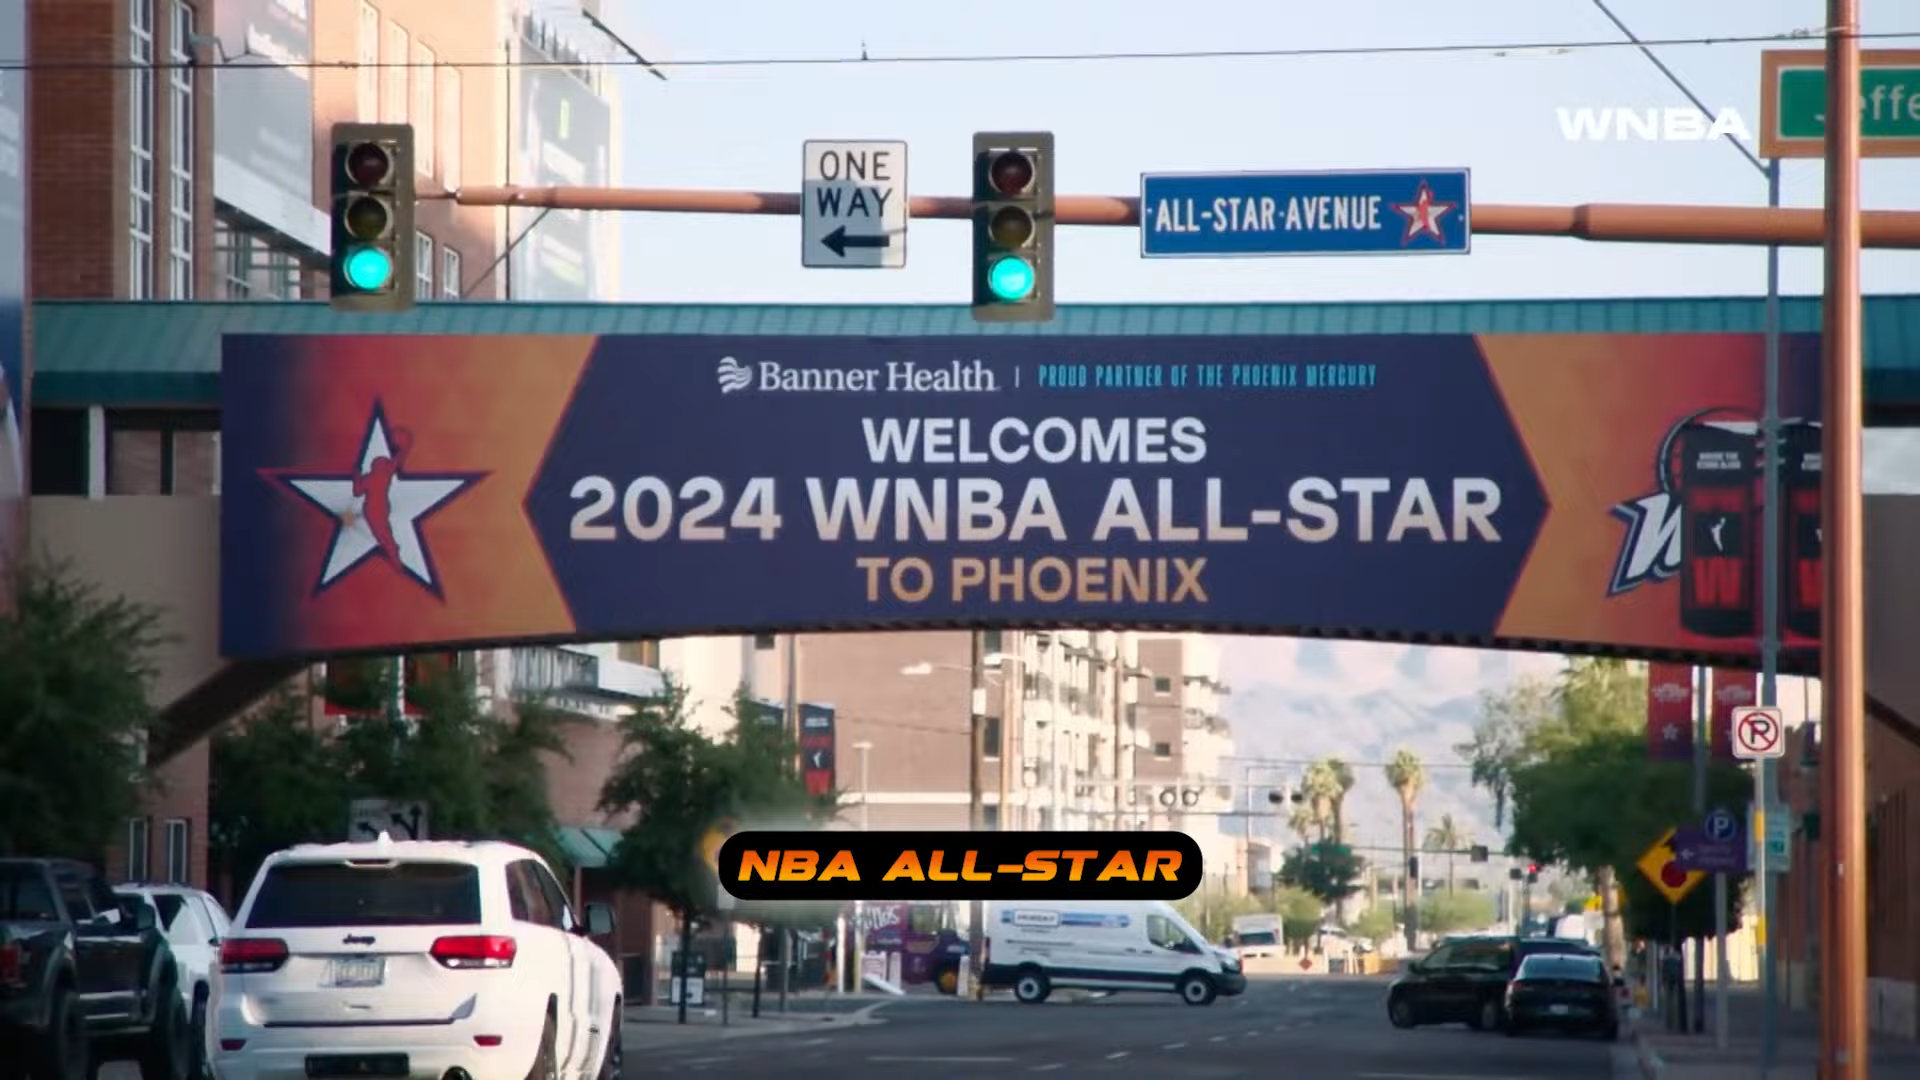 WNBA
ONE
WAY
ALL-STAR AVENUE
Banner Health | PROUD PARTNER OF THE PHOENIX MERCURY
WELCOMES
2024 WNBA ALL-STAR
TO PHOENIX
W
P
P
NBA ALL-STAR
Jeep